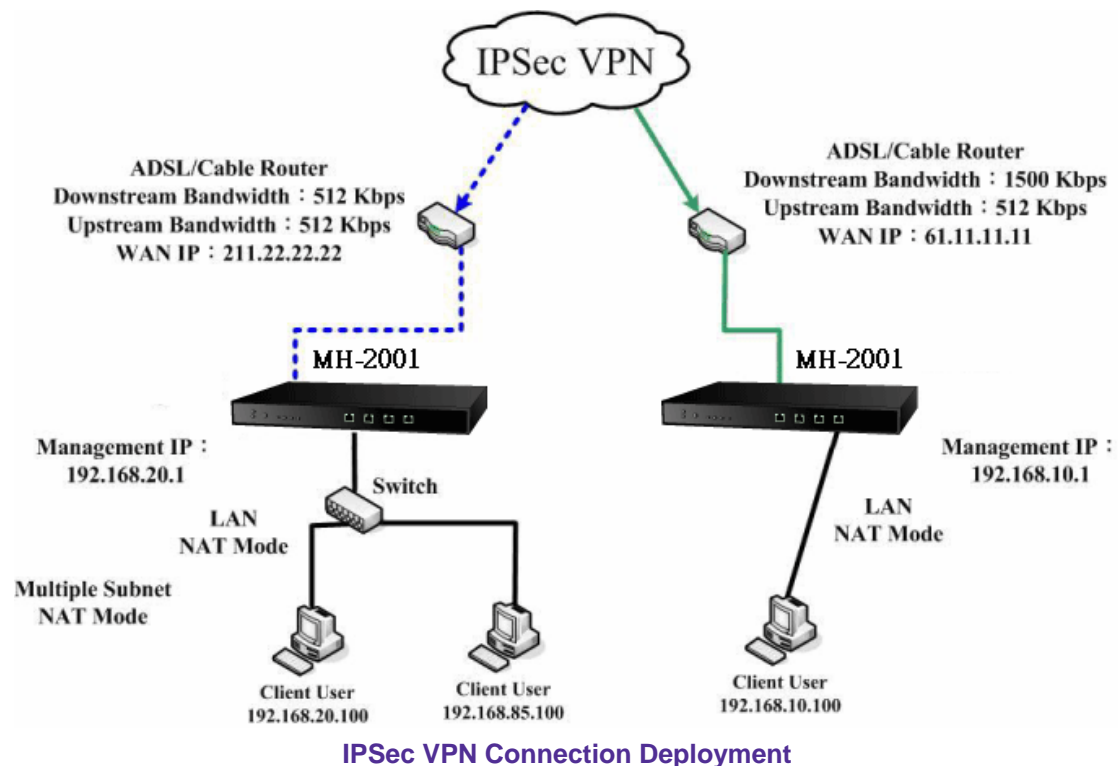 IPSec VPN
ADSL/Cable Router
Downstream Bandwidth：512 Kbps
Upstream Bandwidth：512 Kbps
WAN IP：211.22.22.22
ADSL/Cable Router
Downstream Bandwidth：1500 Kbps
Upstream Bandwidth：512 Kbps
WAN IP：61.11.11.11
MH-2001
MH-2001
Management IP：
192.168.20.1
Switch
LAN
NAT Mode
Multiple Subnet
NAT Mode
Management IP：
192.168.10.1
LAN
NAT Mode
Client User
192.168.20.100
Client User
192.168.85.100
Client User
192.168.10.100
IPSec VPN Connection Deployment